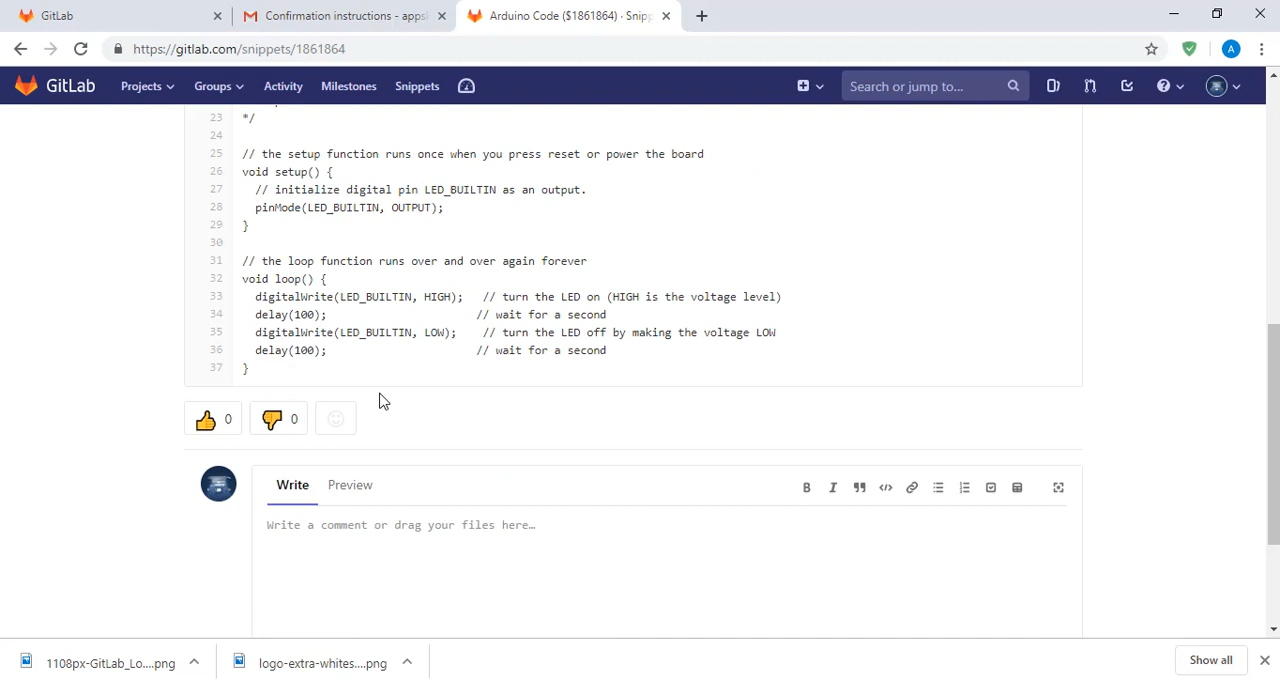 GitLab
Confirmation instructions - apps
Arduino Code ($1861864) · Snipp
https://gitlab.com/snippets/1861864
A
GitLab Projects Groups Activity Milestones Snippets Search or jump to...
23 */
24
25 // the setup function runs once when you press reset or power the board
26 void setup() {
27 // initialize digital pin LED_BUILTIN as an output.
28 pinMode(LED_BUILTIN, OUTPUT);
29 }
30
31 // the loop function runs over and over again forever
32 void loop() {
33 digitalWrite(LED_BUILTIN, HIGH); // turn the LED on (HIGH is the voltage level)
34 delay(100); // wait for a second
35 digitalWrite(LED_BUILTIN, LOW); // turn the LED off by making the voltage LOW
36 delay(100); // wait for a second
37 }
0 0
Write Preview
Write a comment or drag your files here…
1108px-GitLab_Lo....png logo-extra-whites....png Show all